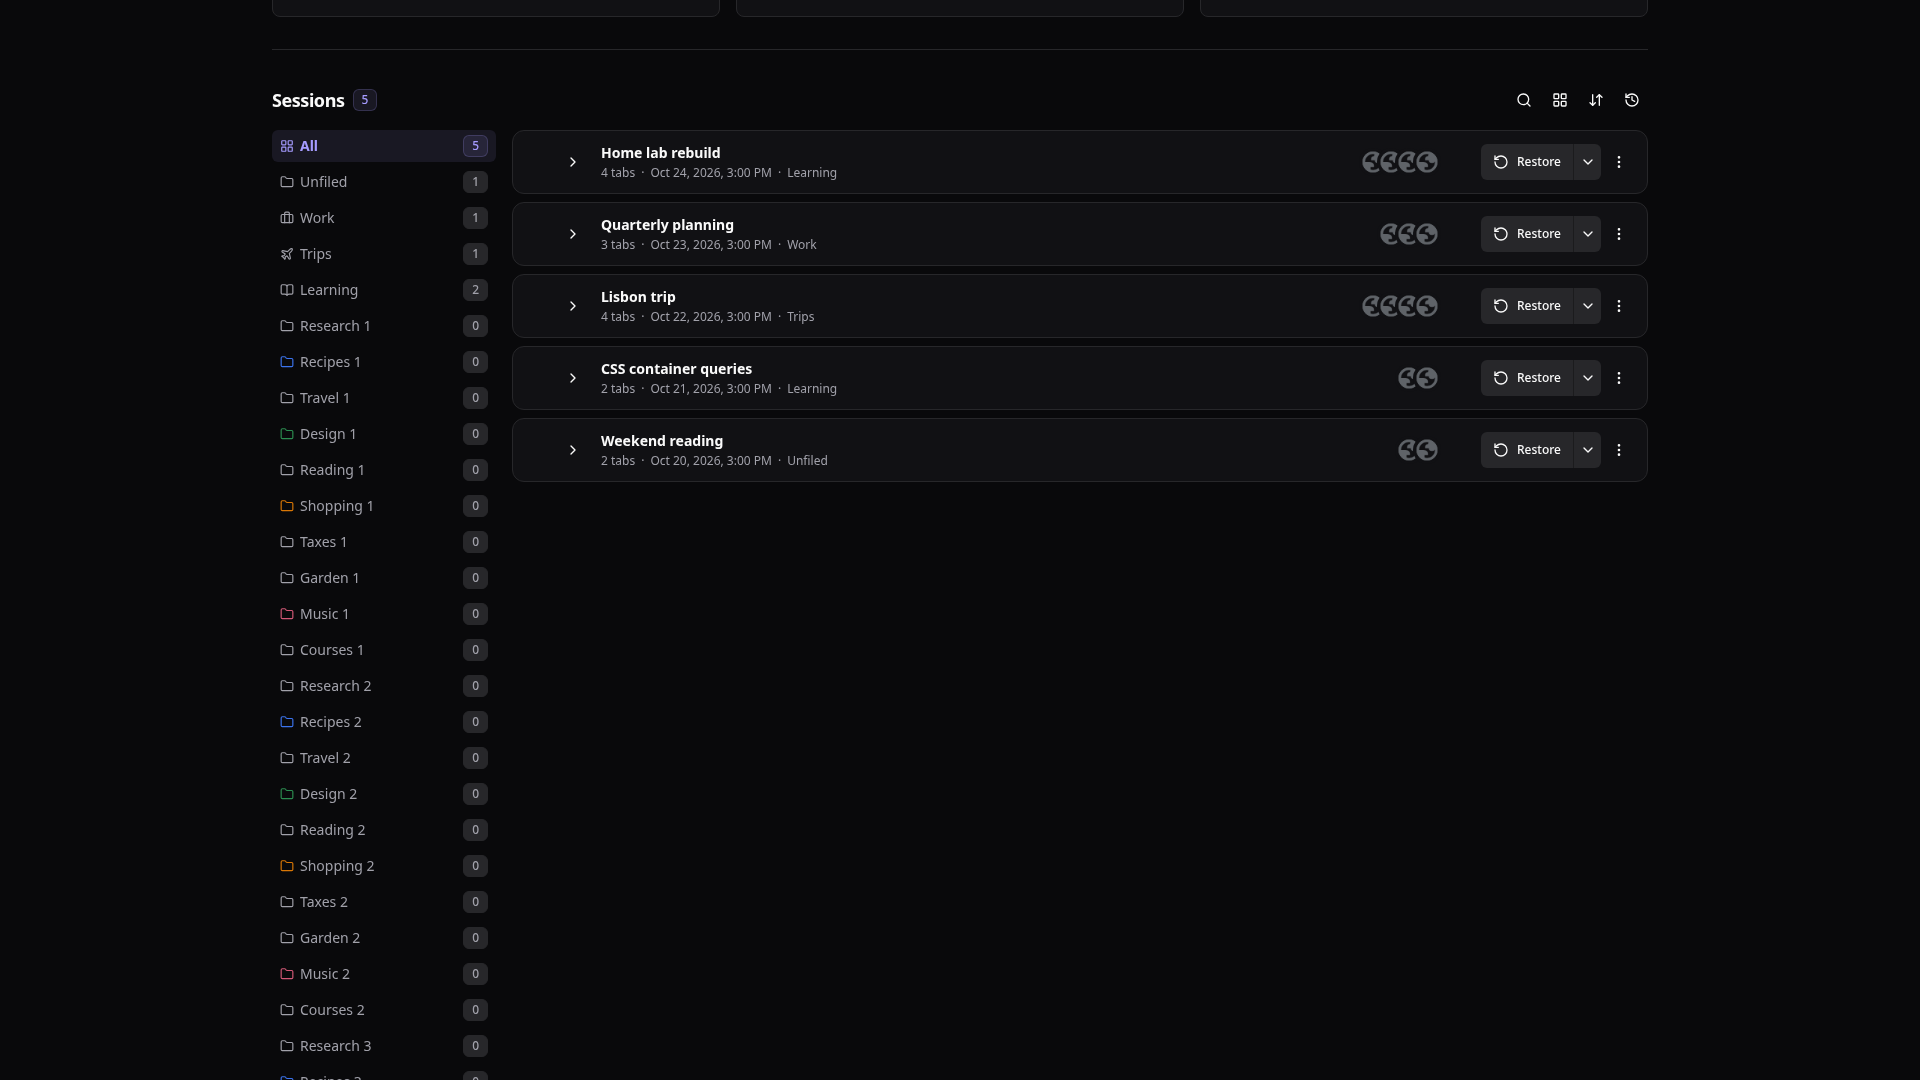 Sessions 5
All 5
Unfiled 1
Work 1
Trips 1
Learning 2
Research 1 0
Recipes 1 0
Travel 1 0
Design 1 0
Reading 1 0
Shopping 1 0
Taxes 1 0
Garden 1 0
Music 1 0
Courses 1 0
Research 2 0
Recipes 2 0
Travel 2 0
Design 2 0
Reading 2 0
Shopping 2 0
Taxes 2 0
Garden 2 0
Music 2 0
Courses 2 0
Research 3 0
Home lab rebuild
4 tabs · Oct 24, 2026, 3:00 PM · Learning
Restore
Quarterly planning
3 tabs · Oct 23, 2026, 3:00 PM · Work
Restore
Lisbon trip
4 tabs · Oct 22, 2026, 3:00 PM · Trips
Restore
CSS container queries
2 tabs · Oct 21, 2026, 3:00 PM · Learning
Restore
Weekend reading
2 tabs · Oct 20, 2026, 3:00 PM · Unfiled
Restore